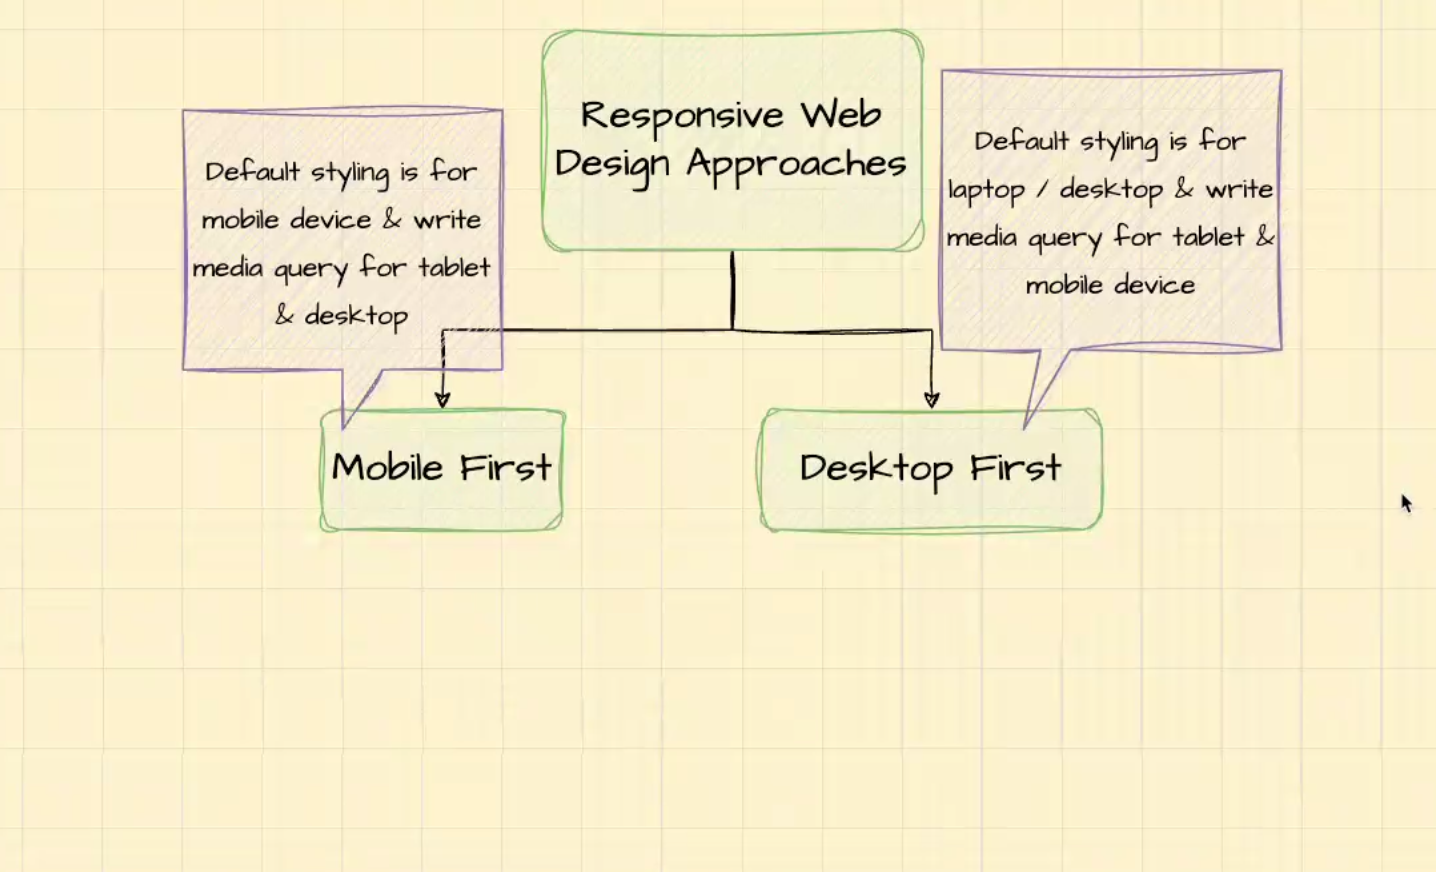 Responsive Web
Design Approaches
Default styling is for
mobile device & write
media query for tablet
& desktop
Default styling is for
laptop / desktop & write
media query for tablet &
mobile device
Mobile First
Desktop First